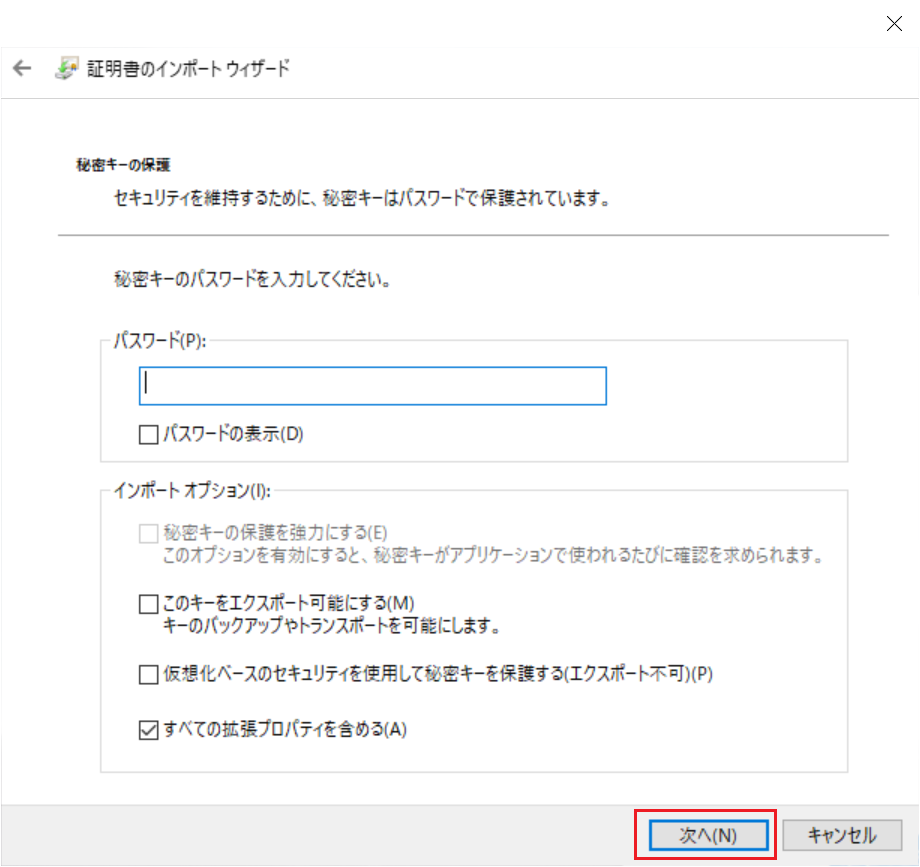 証明書のインポート ウィザード
秘密キーの保護
セキュリティを維持するために、秘密キーはパスワードで保護されています。
秘密キーのパスワードを入力してください。
パスワード(P):
パスワードの表示(D)
インポート オプション(I):
秘密キーの保護を強力にする(E)
このオプションを有効にすると、秘密キーがアプリケーションで使われるたびに確認を求められます。
このキーをエクスポート可能にする(M)
キーのバックアップやトランスポートを可能にします。
仮想化ベースのセキュリティを使用して秘密キーを保護する(エクスポート不可)(P)
すべての拡張プロパティを含める(A)
次へ(N)
キャンセル